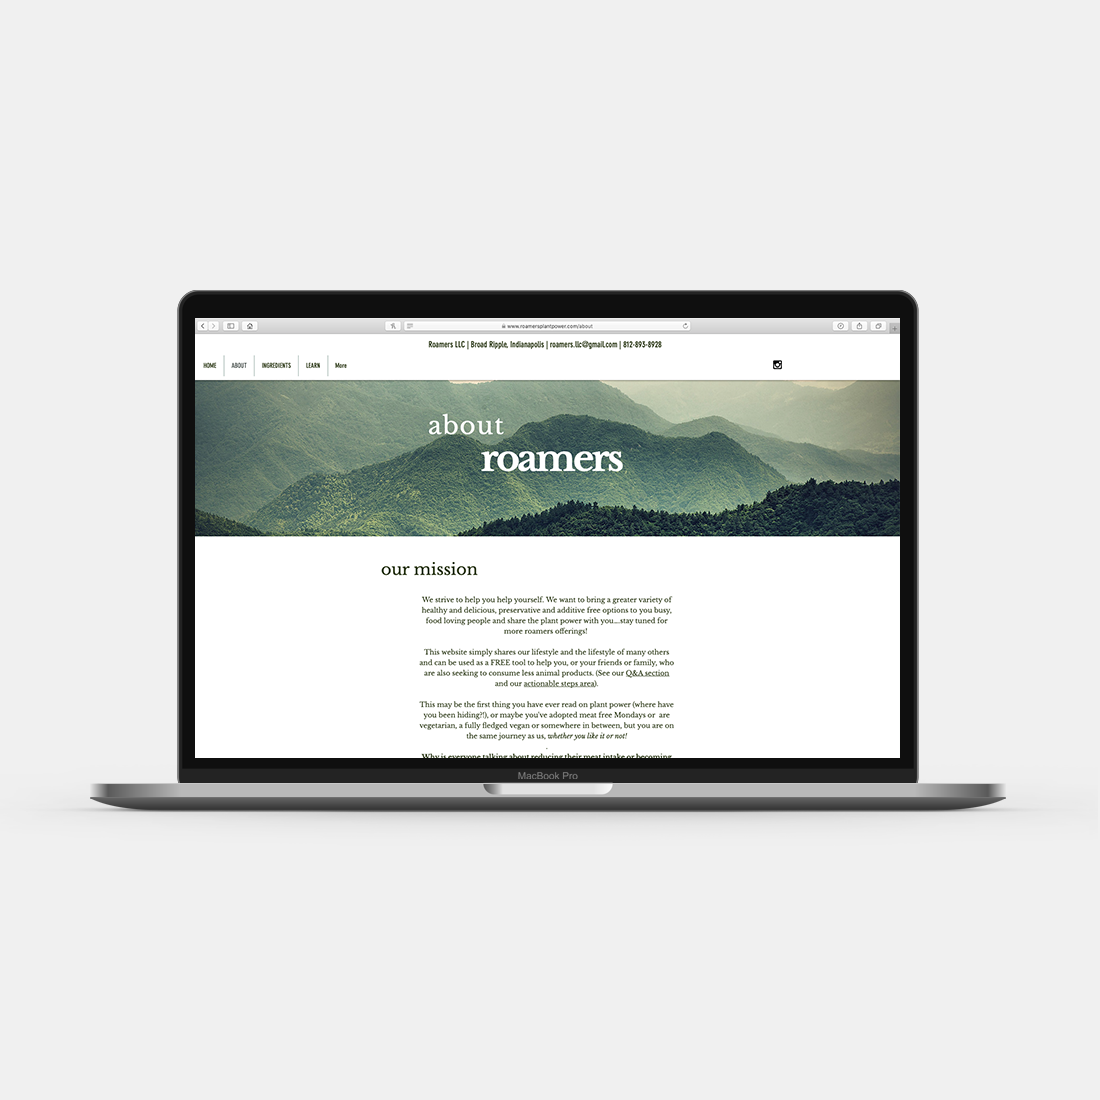 www.roamersplantpower.com/about
Roamers LLC | Broad Ripple, Indianapolis | roamers.llc@gmail.com | 812-893-8928
HOME ABOUT INGREDIENTS LEARN More
about
roamers
our mission
We strive to help you help yourself. We want to bring a greater variety of
healthy and delicious, preservative and additive free options to you busy,
food loving people and share the plant power with you....stay tuned for
more roamers offerings!
This website simply shares our lifestyle and the lifestyle of many others
and can be used as a FREE tool to help you, or your friends or family, who
are also seeking to consume less animal products. (See our Q&A section
and our actionable steps area).
This may be the first thing you have ever read on plant power (where have
you been hiding?!), or maybe you've adopted meat free Mondays or are
vegetarian, a fully fledged vegan or somewhere in between, but you are on
the same journey as us, whether you like it or not!
.
Why is everyone talking about reducing their meat intake or becoming
MacBook Pro